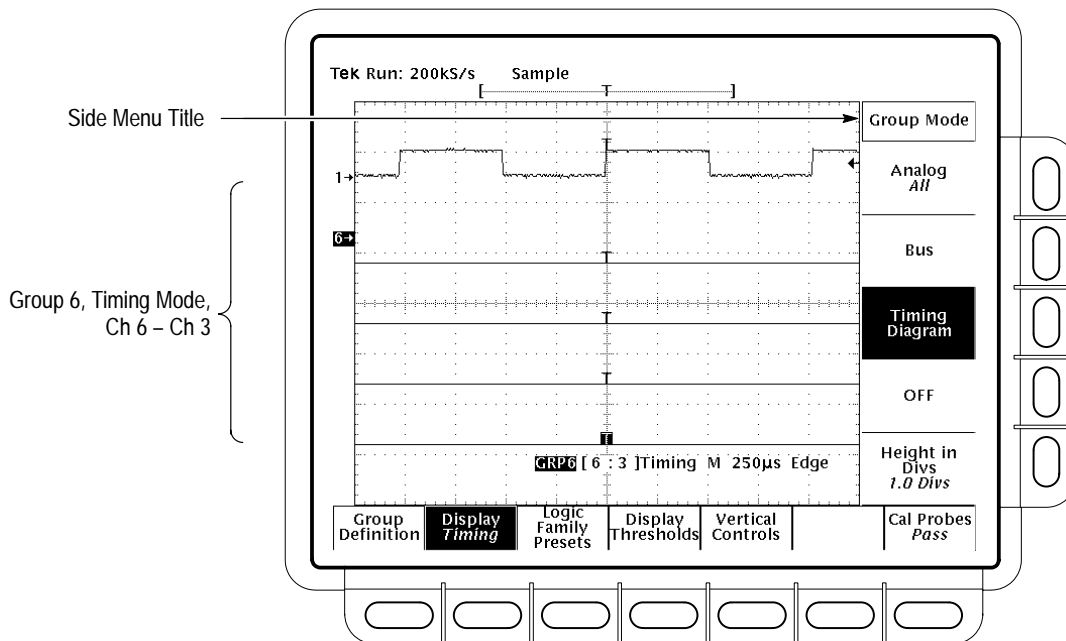 Tek Run: 200kS/s Sample
[ T ]
Side Menu Title
Group Mode
T
1→
Analog
All
6→
Bus
T
Group 6, Timing Mode,
Ch 6 – Ch 3
T
Timing
Diagram
T
OFF
T
GRP6 [ 6 : 3 ]Timing M 250µs Edge
Height in
Divs
1.0 Divs
Group
Definition
Display
Timing
Logic
Family
Presets
Display
Thresholds
Vertical
Controls
Cal Probes
Pass